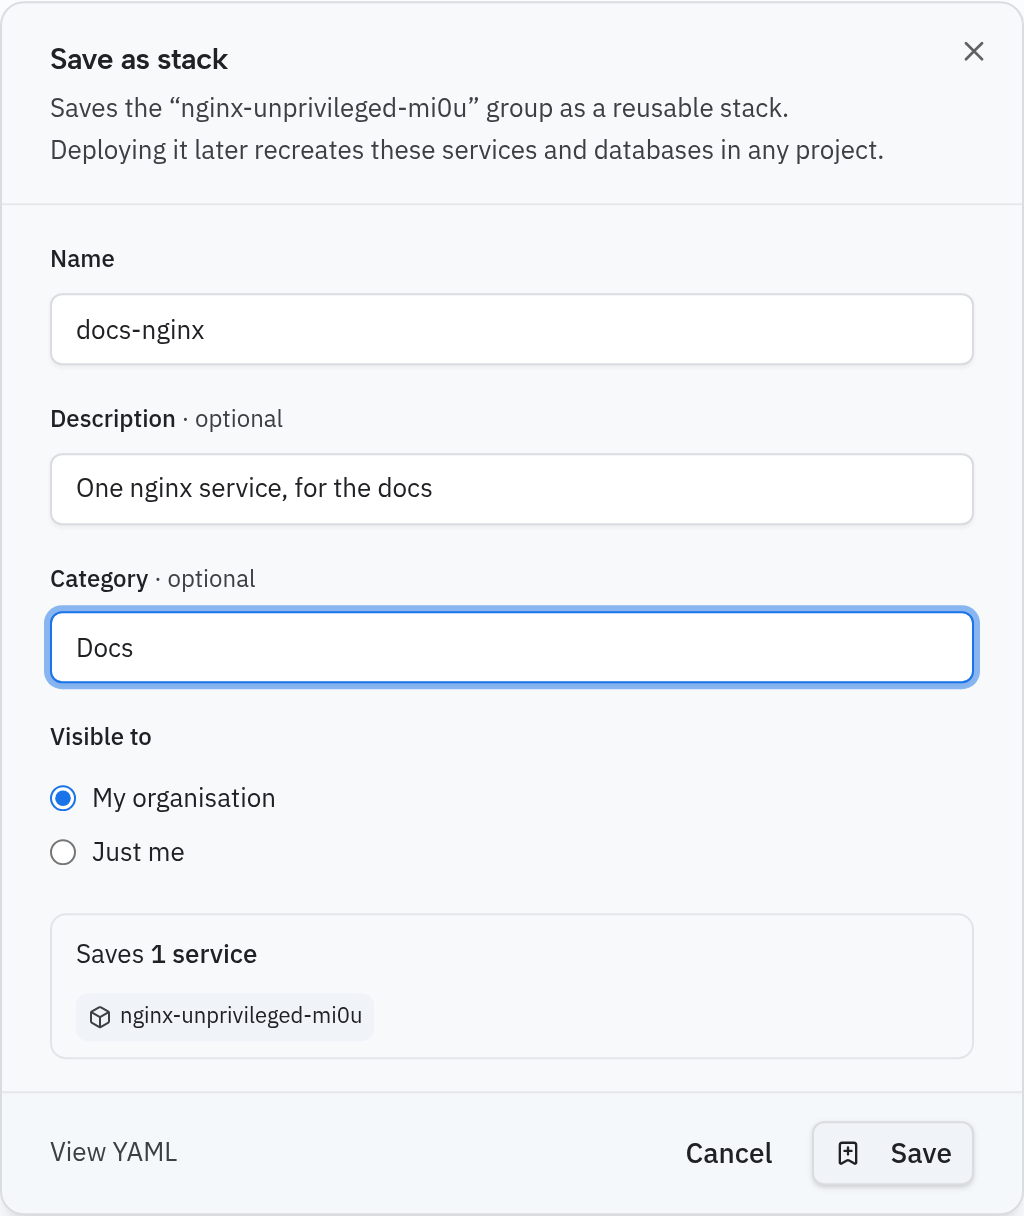 Save as stack
Saves the “nginx-unprivileged-mi0u” group as a reusable stack.
Deploying it later recreates these services and databases in any project.
Name
docs-nginx
Description · optional
One nginx service, for the docs
Category · optional
Docs
Visible to
My organisation
Just me
Saves 1 service
nginx-unprivileged-mi0u
View YAML
Cancel
Save